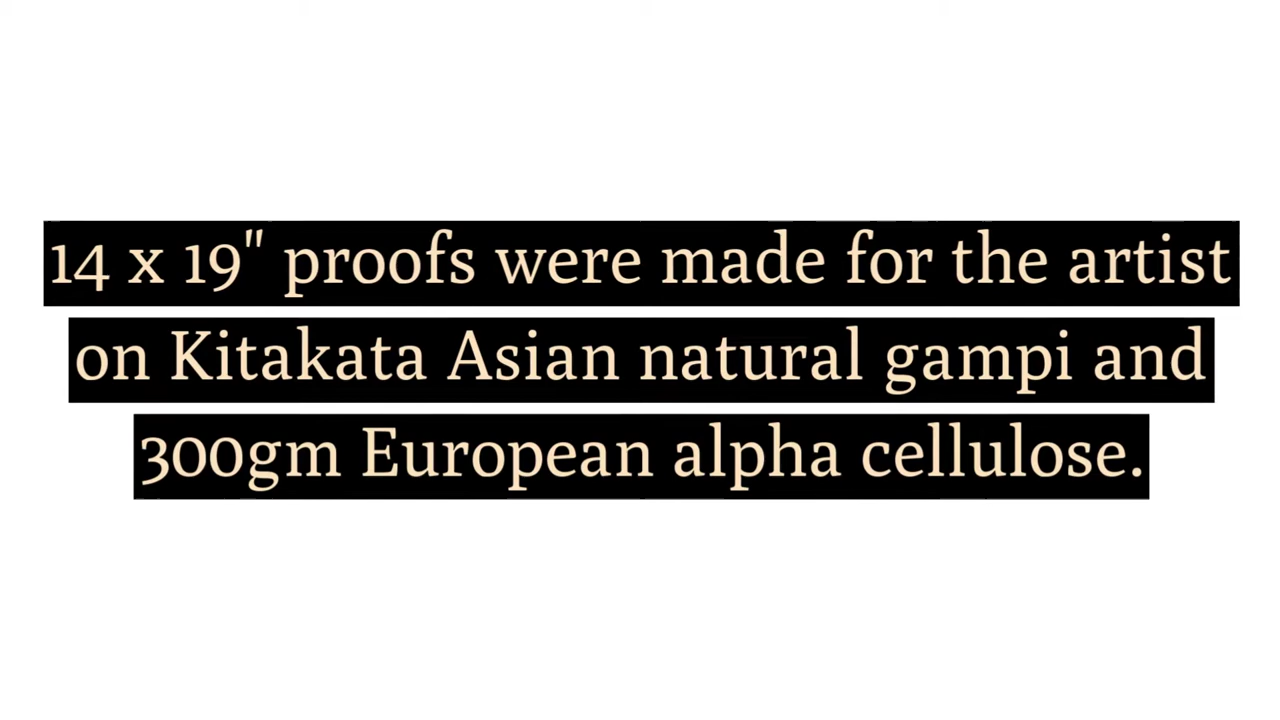 14 x 19" proofs were made for the artist
on Kitakata Asian natural gampi and
300gm European alpha cellulose.